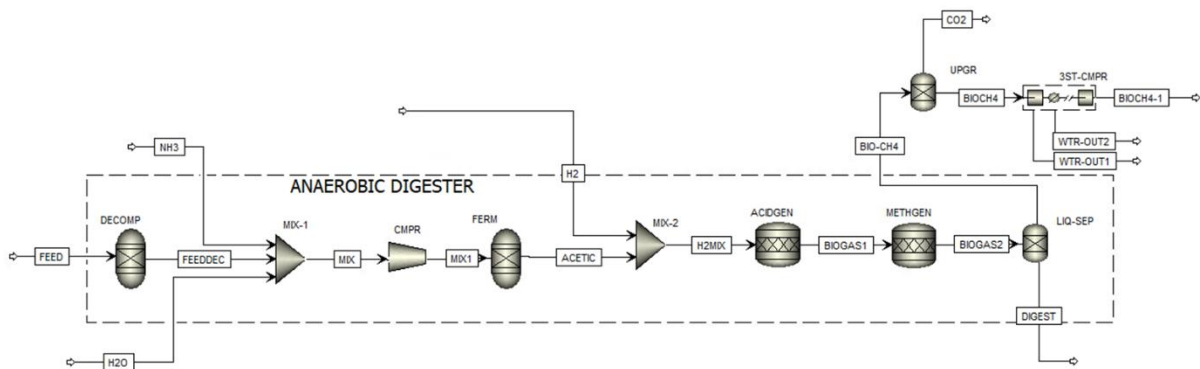 CO2
UPGR
3ST-CMPR
BIOCH4
BIOCH4-1
WTR-OUT2
WTR-OUT1
BIO-CH4
NH3
H2
ANAEROBIC DIGESTER
DECOMP
MIX-1
CMPR
FERM
MIX-2
ACIDGEN
METHGEN
LIQ-SEP
FEED
FEEDDEC
MIX
MIX1
ACETIC
H2MIX
BIOGAS1
BIOGAS2
DIGEST
H2O